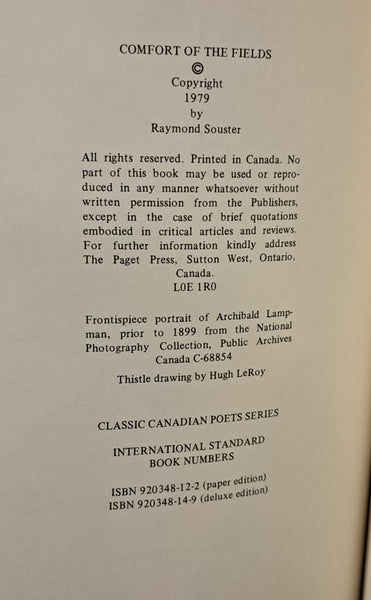 COMFORT OF THE FIELDS
©
Copyright
1979
by
Raymond Souster
All rights reserved. Printed in Canada. No
part of this book may be used or repro-
duced in any manner whatsoever without
written permission from the Publishers,
except in the case of brief quotations
embodied in critical articles and reviews.
For further information kindly address
The Paget Press, Sutton West, Ontario,
Canada.
L0E 1R0
Frontispiece portrait of Archibald Lamp-
man, prior to 1899 from the National
Photography Collection, Public Archives
Canada C-68854
Thistle drawing by Hugh LeRoy
CLASSIC CANADIAN POETS SERIES
INTERNATIONAL STANDARD
BOOK NUMBERS
ISBN 920348-12-2 (paper edition)
ISBN 920348-14-9 (deluxe edition)